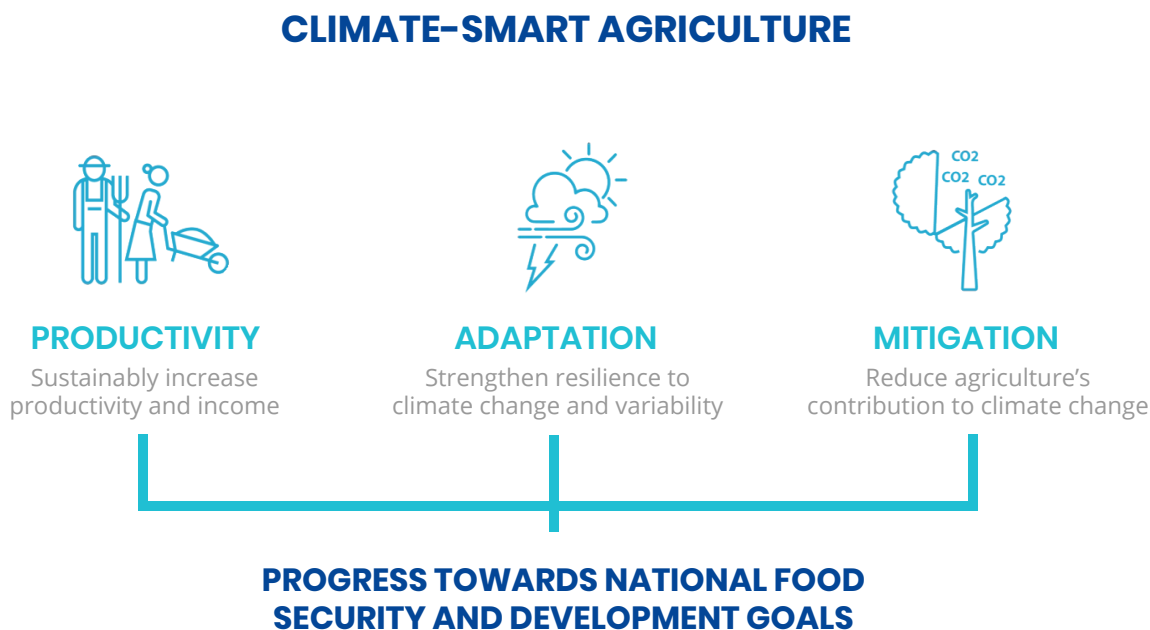 CLIMATE-SMART AGRICULTURE
CO2
CO2 CO2
PRODUCTIVITY
Sustainably increase
productivity and income
ADAPTATION
Strengthen resilience to
climate change and variability
MITIGATION
Reduce agriculture’s
contribution to climate change
PROGRESS TOWARDS NATIONAL FOOD
SECURITY AND DEVELOPMENT GOALS